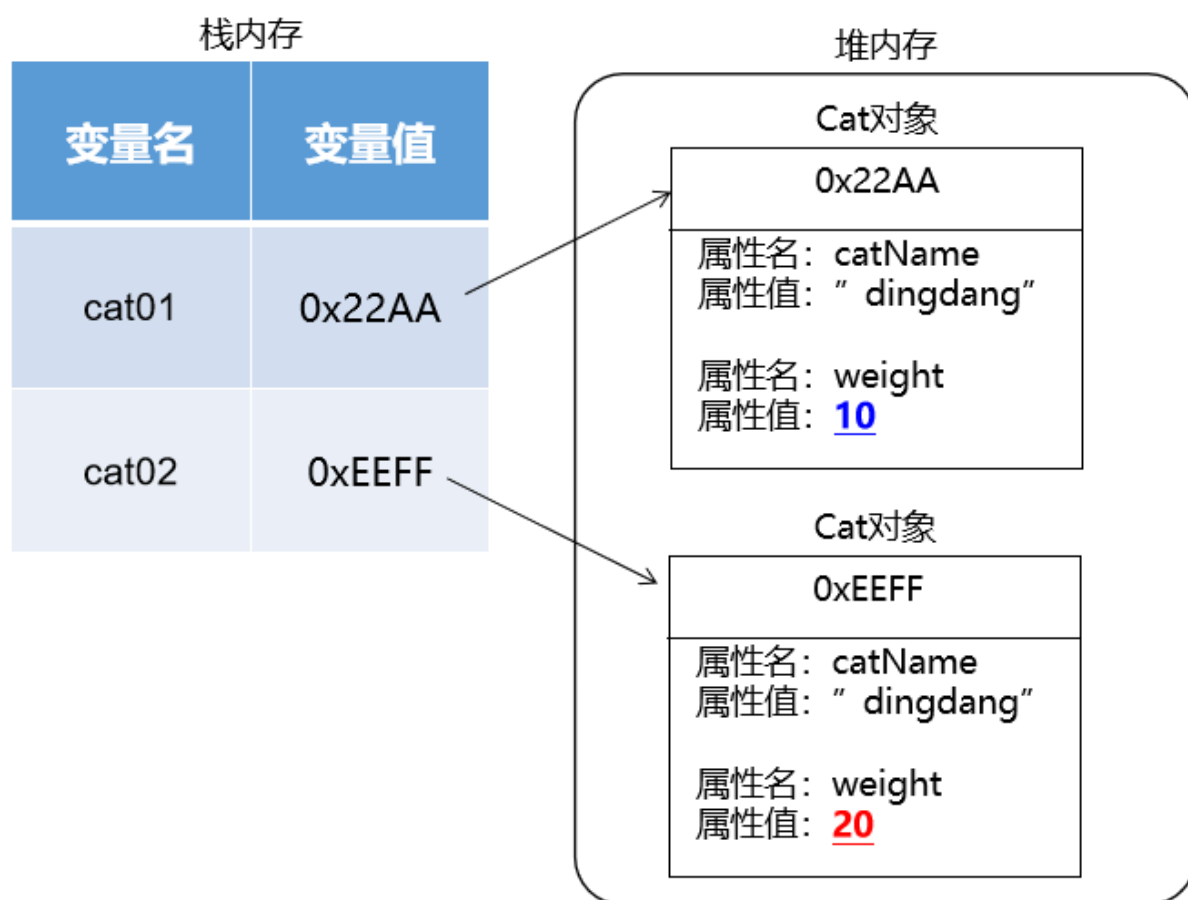 栈内存
变量名 变量值
cat01 0x22AA
cat02 0xEEFF
堆内存
Cat对象
0x22AA
属性名：catName
属性值：”dingdang”
属性名：weight
属性值：10
Cat对象
0xEEFF
属性名：catName
属性值：”dingdang”
属性名：weight
属性值：20